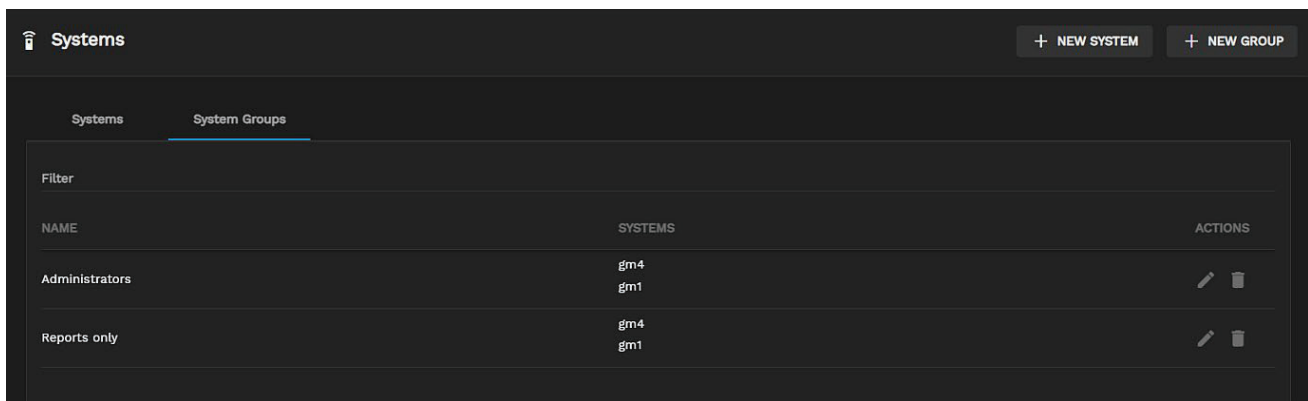 Systems
+ NEW SYSTEM
+ NEW GROUP
Systems
System Groups
Filter
NAME SYSTEMS ACTIONS
Administrators
gm4
gm1
Reports only
gm4
gm1